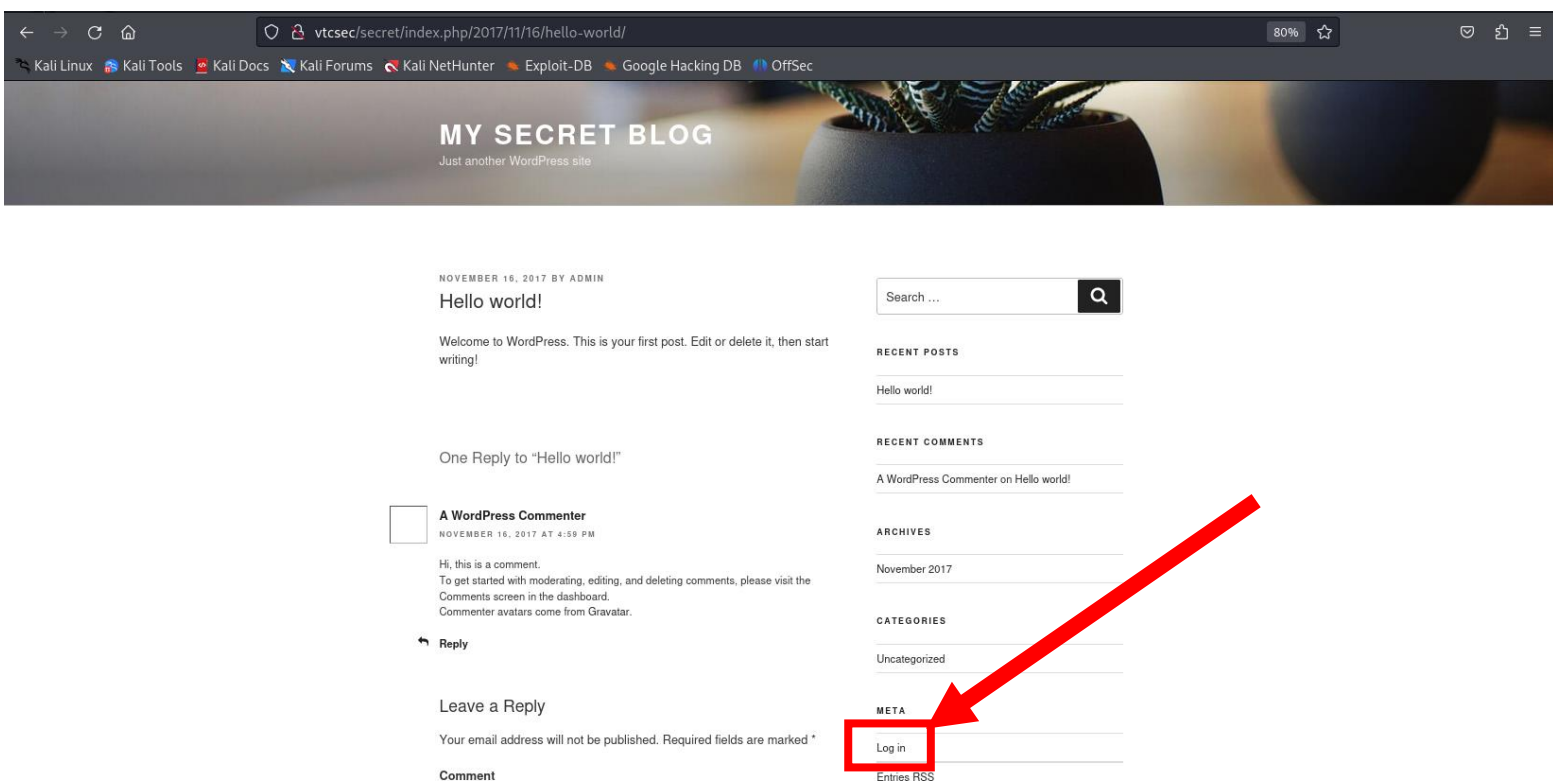 vtcsec/secret/index.php/2017/11/16/hello-world/
80%
Kali Linux Kali Tools Kali Docs Kali Forums Kali NetHunter Exploit-DB Google Hacking DB OffSec
MY SECRET BLOG
Just another WordPress site
NOVEMBER 16, 2017 BY ADMIN
Hello world!
Welcome to WordPress. This is your first post. Edit or delete it, then start
writing!
One Reply to “Hello world!”
A WordPress Commenter
NOVEMBER 16, 2017 AT 4:59 PM
Hi, this is a comment.
To get started with moderating, editing, and deleting comments, please visit the
Comments screen in the dashboard.
Commenter avatars come from Gravatar.
Reply
Leave a Reply
Your email address will not be published. Required fields are marked *
Comment
Search …
RECENT POSTS
Hello world!
RECENT COMMENTS
A WordPress Commenter on Hello world!
ARCHIVES
November 2017
CATEGORIES
Uncategorized
META
Log in
Entries RSS